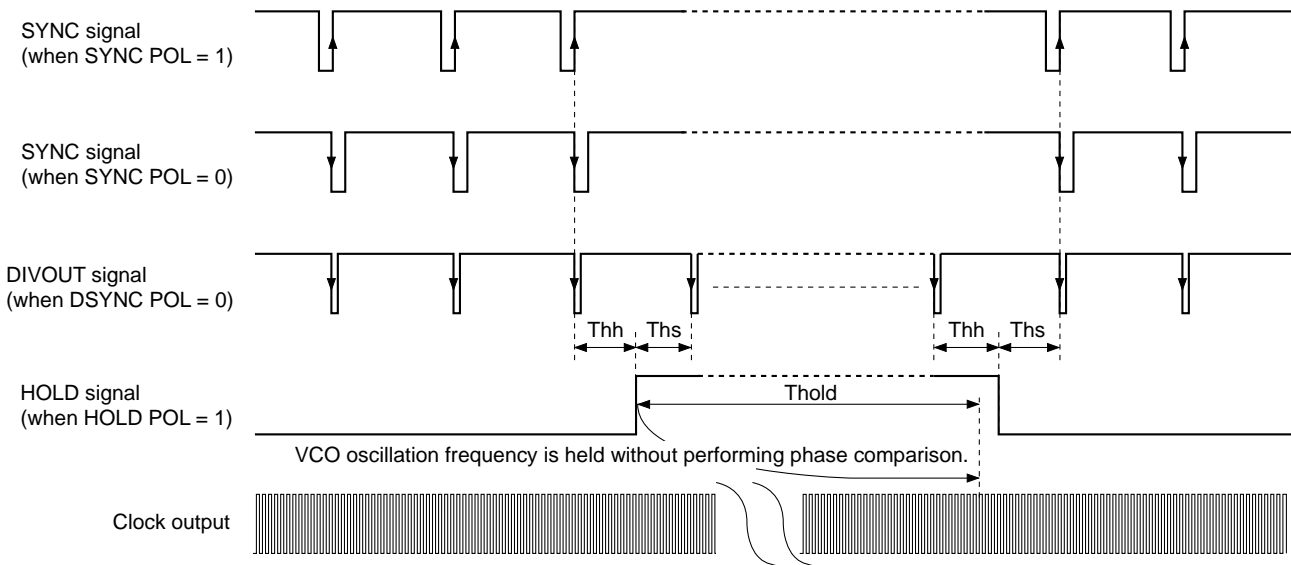 SYNC signal
(when SYNC POL = 1)
SYNC signal
(when SYNC POL = 0)
DIVOUT signal
(when DSYNC POL = 0)
Thh
Ths
Thh
Ths
HOLD signal
(when HOLD POL = 1)
Thold
VCO oscillation frequency is held without performing phase comparison.
Clock output